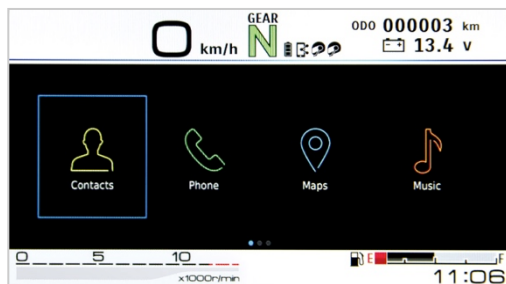 GEAR
0 km/h N
ODO 000003 km
13.4 v
Contacts Phone Maps Music
0 5 10
x1000r/min
E F
11:06